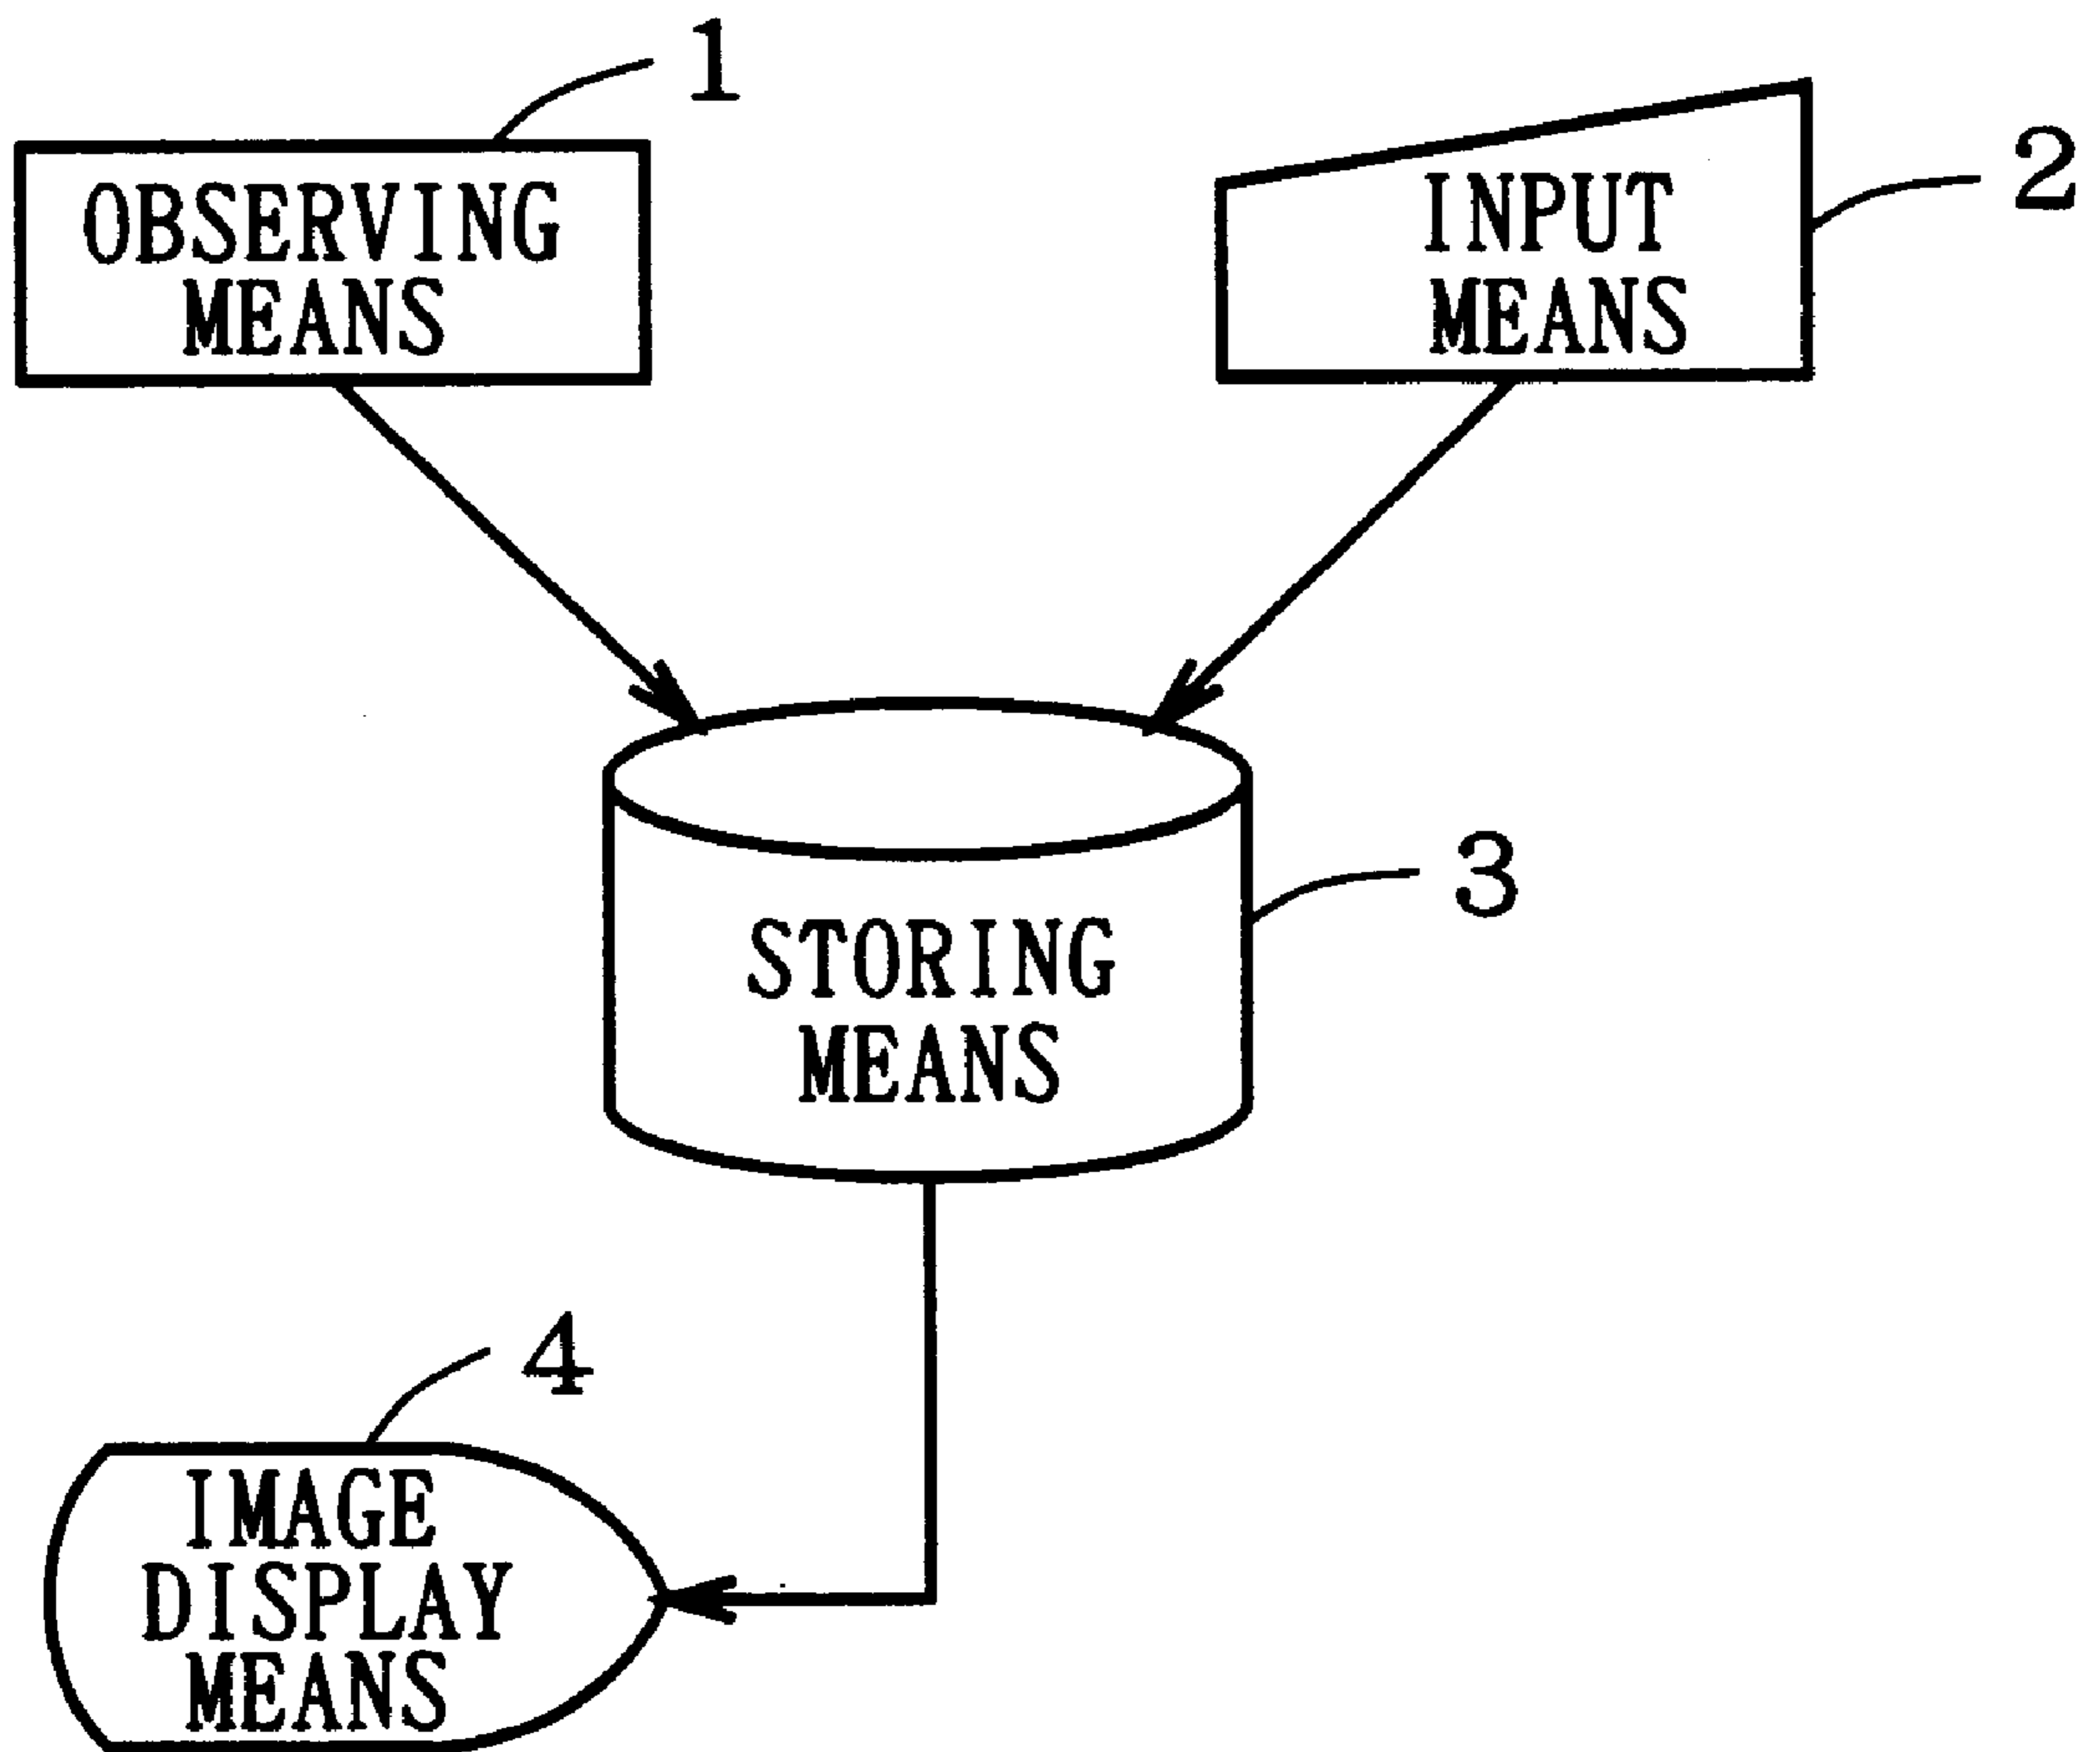 1
OBSERVING
MEANS
2
INPUT
MEANS
3
STORING
MEANS
4
IMAGE
DISPLAY
MEANS